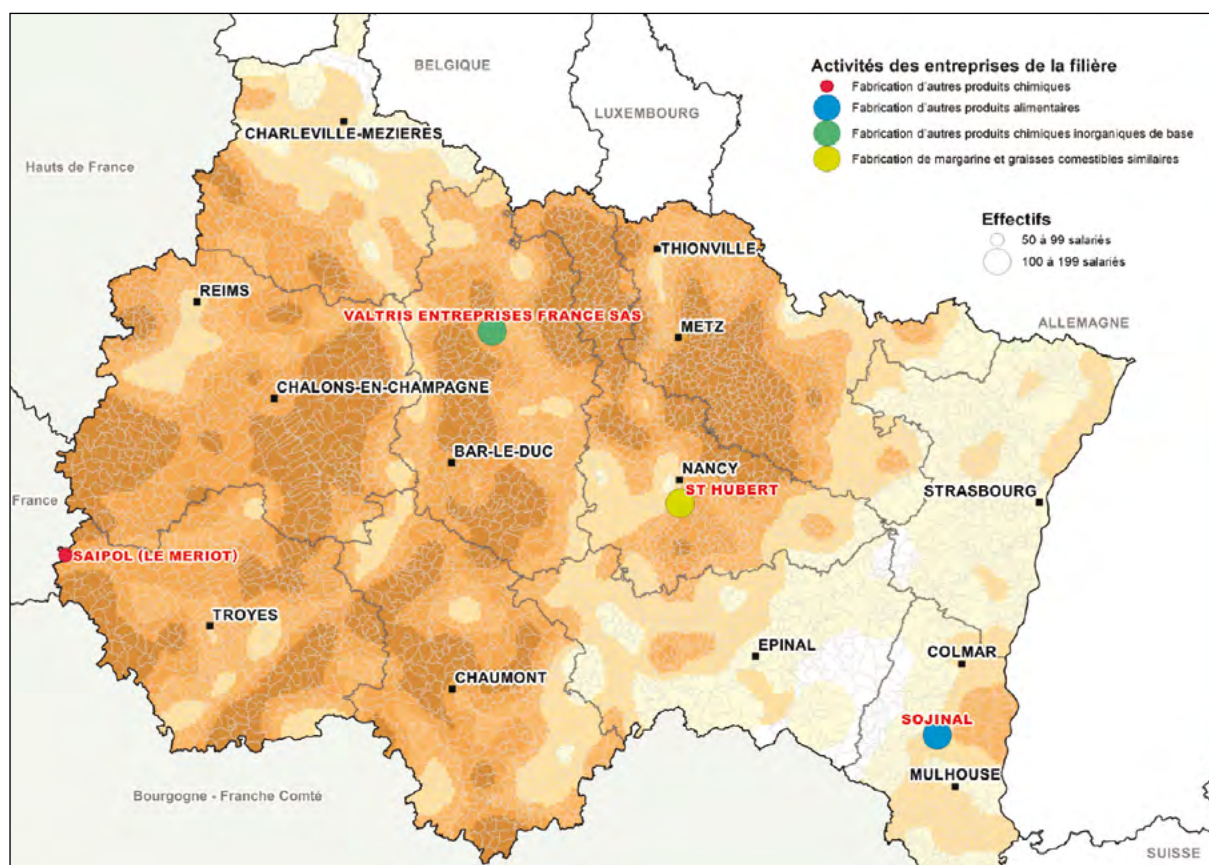 BELGIQUE
LUXEMBOURG
Activités des entreprises de la filière
Fabrication d'autres produits chimiques
Fabrication d'autres produits alimentaires
Fabrication d'autres produits chimiques inorganiques de base
Fabrication de margarine et graisses comestibles similaires
Effectifs
50 à 99 salariés
100 à 199 salariés
CHARLEVILLE-MEZIERES
Hauts de France
THIONVILLE
REIMS
VALTRIS ENTREPRISES FRANCE SAS
METZ
ALLEMAGNE
CHALONS-EN-CHAMPAGNE
BAR-LE-DUC
NANCY
ST HUBERT
STRASBOURG
France
SAIPOL (LE MERIOT)
TROYES
EPINAL
COLMAR
CHAUMONT
SOJINAL
MULHOUSE
Bourgogne - Franche Comté
SUISSE